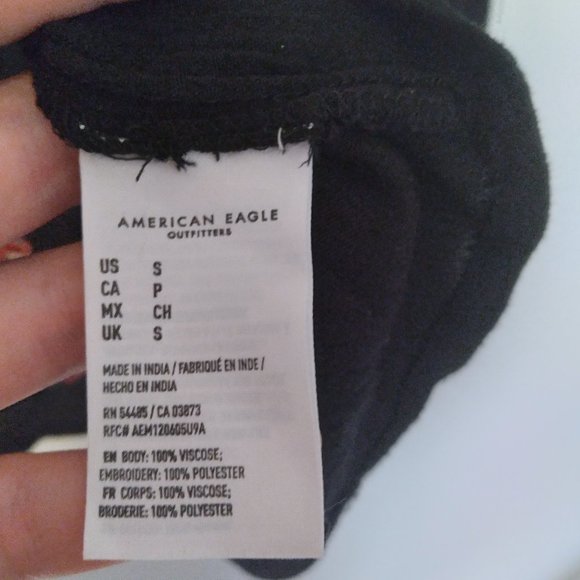 AMERICAN EAGLE
OUTFITTERS
US S
CA P
MX CH
UK S
MADE IN INDIA / FABRIQUÉ EN INDE /
HECHO EN INDIA
RN 54485 / CA 03873
RFC# AEM120605U9A
EN BODY: 100% VISCOSE;
EMBROIDERY: 100% POLYESTER
FR CORPS: 100% VISCOSE;
BRODERIE: 100% POLYESTER